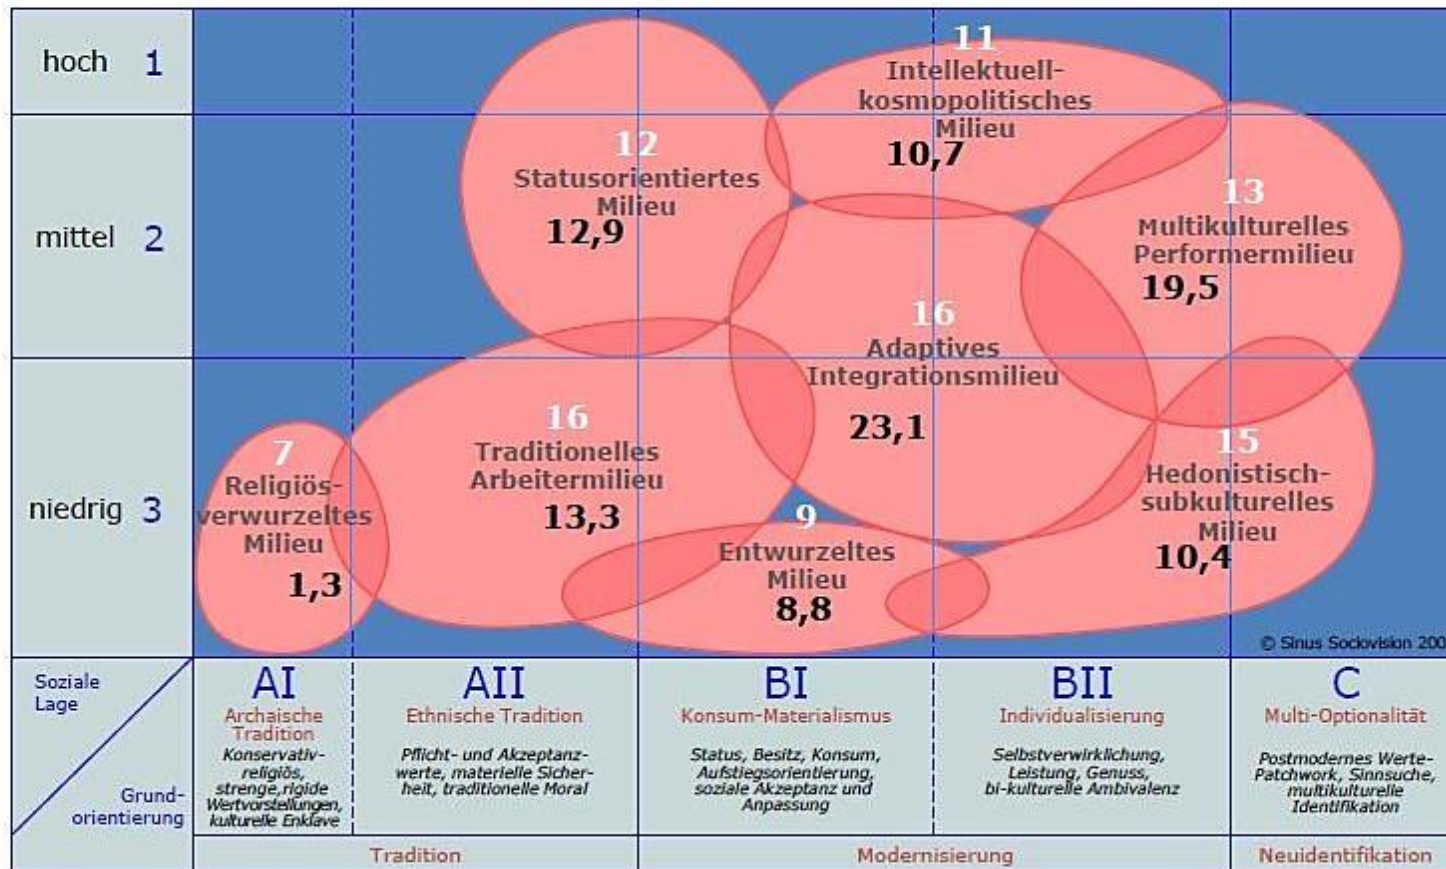 hoch 1
mittel 2
niedrig 3
11
Intellektuell-
kosmopolitisches
Milieu
10,7
12
Statusorientiertes
Milieu
12,9
13
Multikulturelles
Performermilieu
19,5
16
Adaptives
Integrationsmilieu
23,1
16
Traditionelles
Arbeitermilieu
13,3
7
Religiös-
verwurzeltes
Milieu
1,3
15
Hedonistisch-
subkulturelles
Milieu
10,4
9
Entwurzeltes
Milieu
8,8
© Sinus Sociovision 200
Soziale
Lage
Grund-
orientierung
AI
Archaische
Tradition
Konservativ-
religiös,
strenge,rigide
Wertvorstellungen,
kulturelle Enklave
AII
Ethnische Tradition
Pflicht- und Akzeptanz-
werte, materielle Sicher-
heit, traditionelle Moral
BI
Konsum-Materialismus
Status, Besitz, Konsum,
Aufstiegsorientierung,
soziale Akzeptanz und
Anpassung
BII
Individualisierung
Selbstverwirklichung,
Leistung, Genuss,
bi-kulturelle Ambivalenz
C
Multi-Optionalität
Postmodernes Werte-
Patchwork, Sinnsuche,
multikulturelle
Identifikation
Tradition
Modernisierung
Neuidentifikation